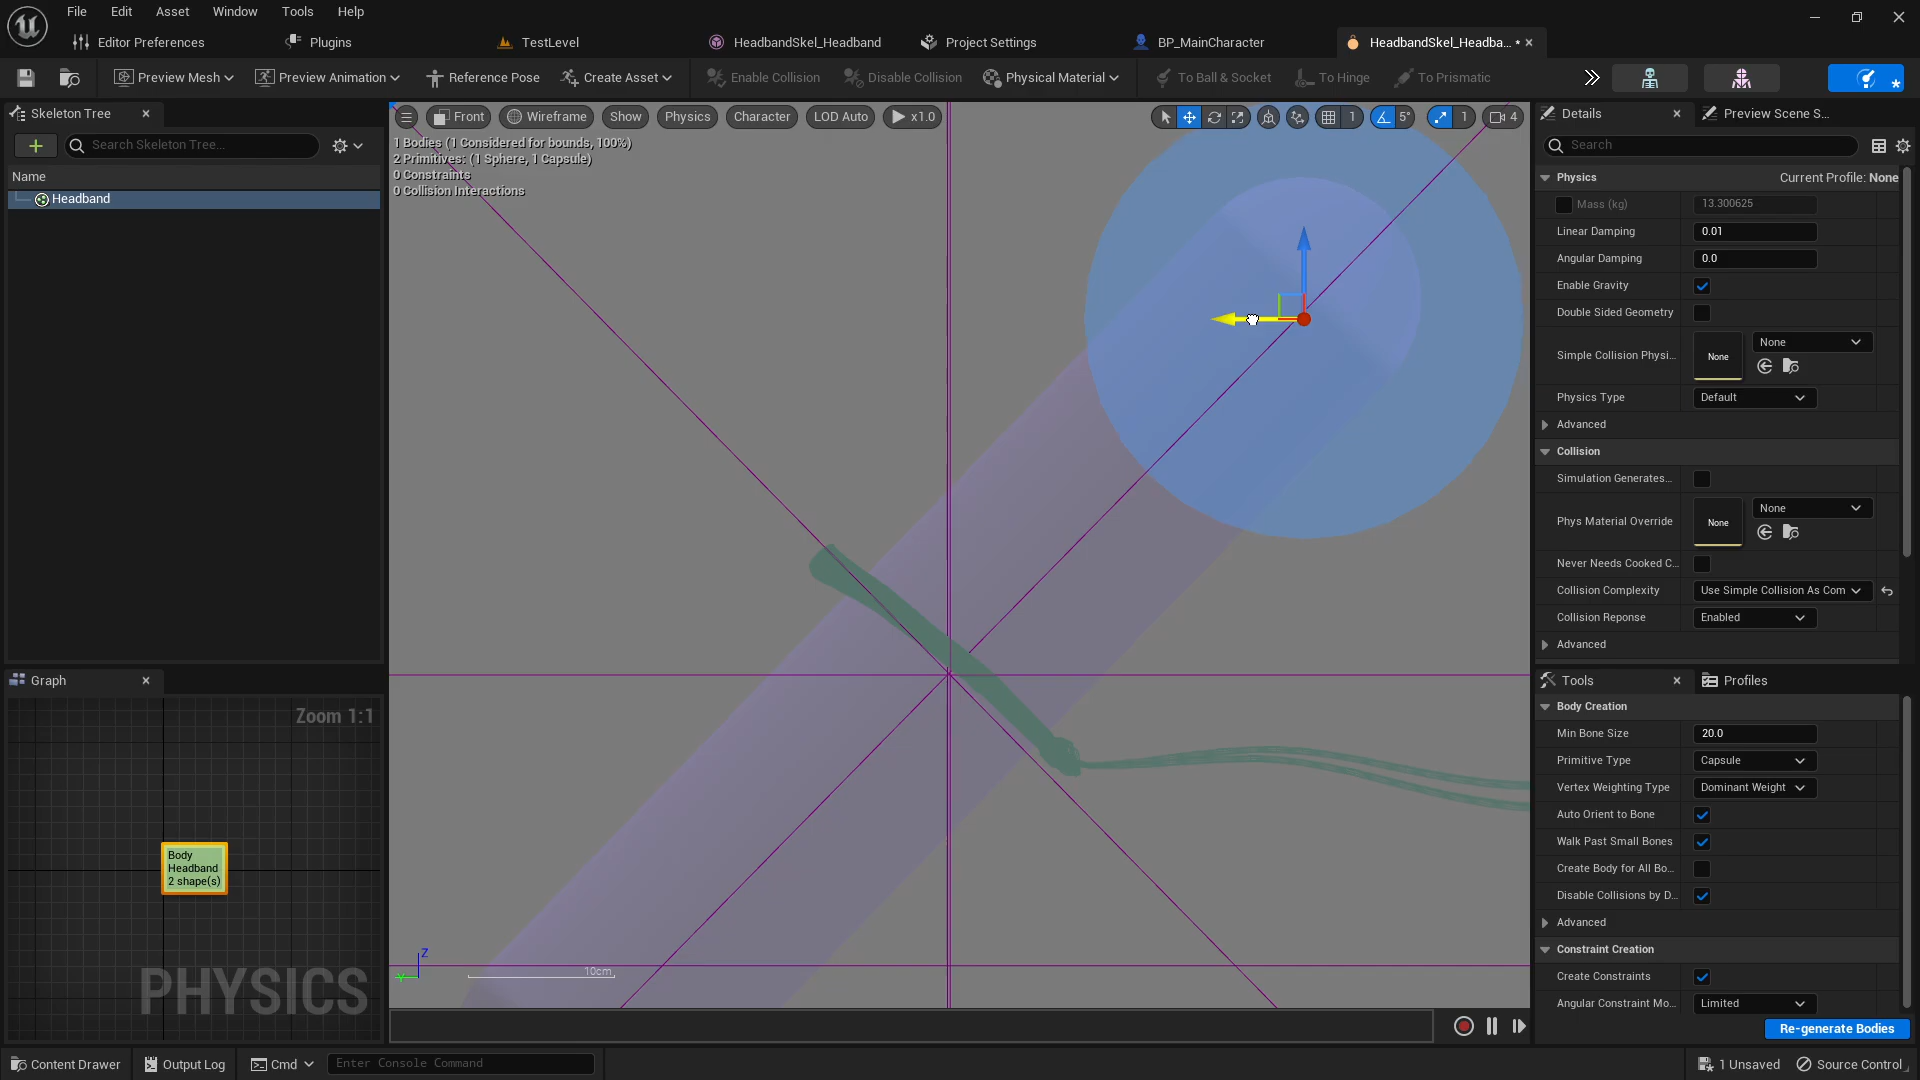 File Edit Asset Window Tools Help
Editor Preferences Plugins TestLevel HeadbandSkel_Headband Project Settings BP_MainCharacter HeadbandSkel_Headba... *
Preview Mesh Preview Animation Reference Pose Create Asset Enable Collision Disable Collision Physical Material To Ball & Socket To Hinge To Prismatic
Skeleton Tree
Search Skeleton Tree...
Name
Headband
Front Wireframe Show Physics Character LOD Auto x1.0 1 5° 1 4
1 Bodies (1 Considered for bounds, 100%)
2 Primitives: (1 Sphere, 1 Capsule)
0 Constraints
0 Collision Interactions
Z
Y
10cm
Graph
Zoom 1:1
Body
Headband
2 shape(s)
PHYSICS
Details Preview Scene S...
Search
Physics Current Profile: None
Mass (kg) 13.300625
Linear Damping 0.01
Angular Damping 0.0
Enable Gravity
Double Sided Geometry
Simple Collision Physi... None None
Physics Type Default
Advanced
Collision
Simulation Generates...
Phys Material Override None None
Never Needs Cooked C...
Collision Complexity Use Simple Collision As Com
Collision Reponse Enabled
Advanced
Tools Profiles
Body Creation
Min Bone Size 20.0
Primitive Type Capsule
Vertex Weighting Type Dominant Weight
Auto Orient to Bone
Walk Past Small Bones
Create Body for All Bo...
Disable Collisions by D...
Advanced
Constraint Creation
Create Constraints
Angular Constraint Mo... Limited
Re-generate Bodies
Content Drawer Output Log Cmd Enter Console Command 1 Unsaved Source Control